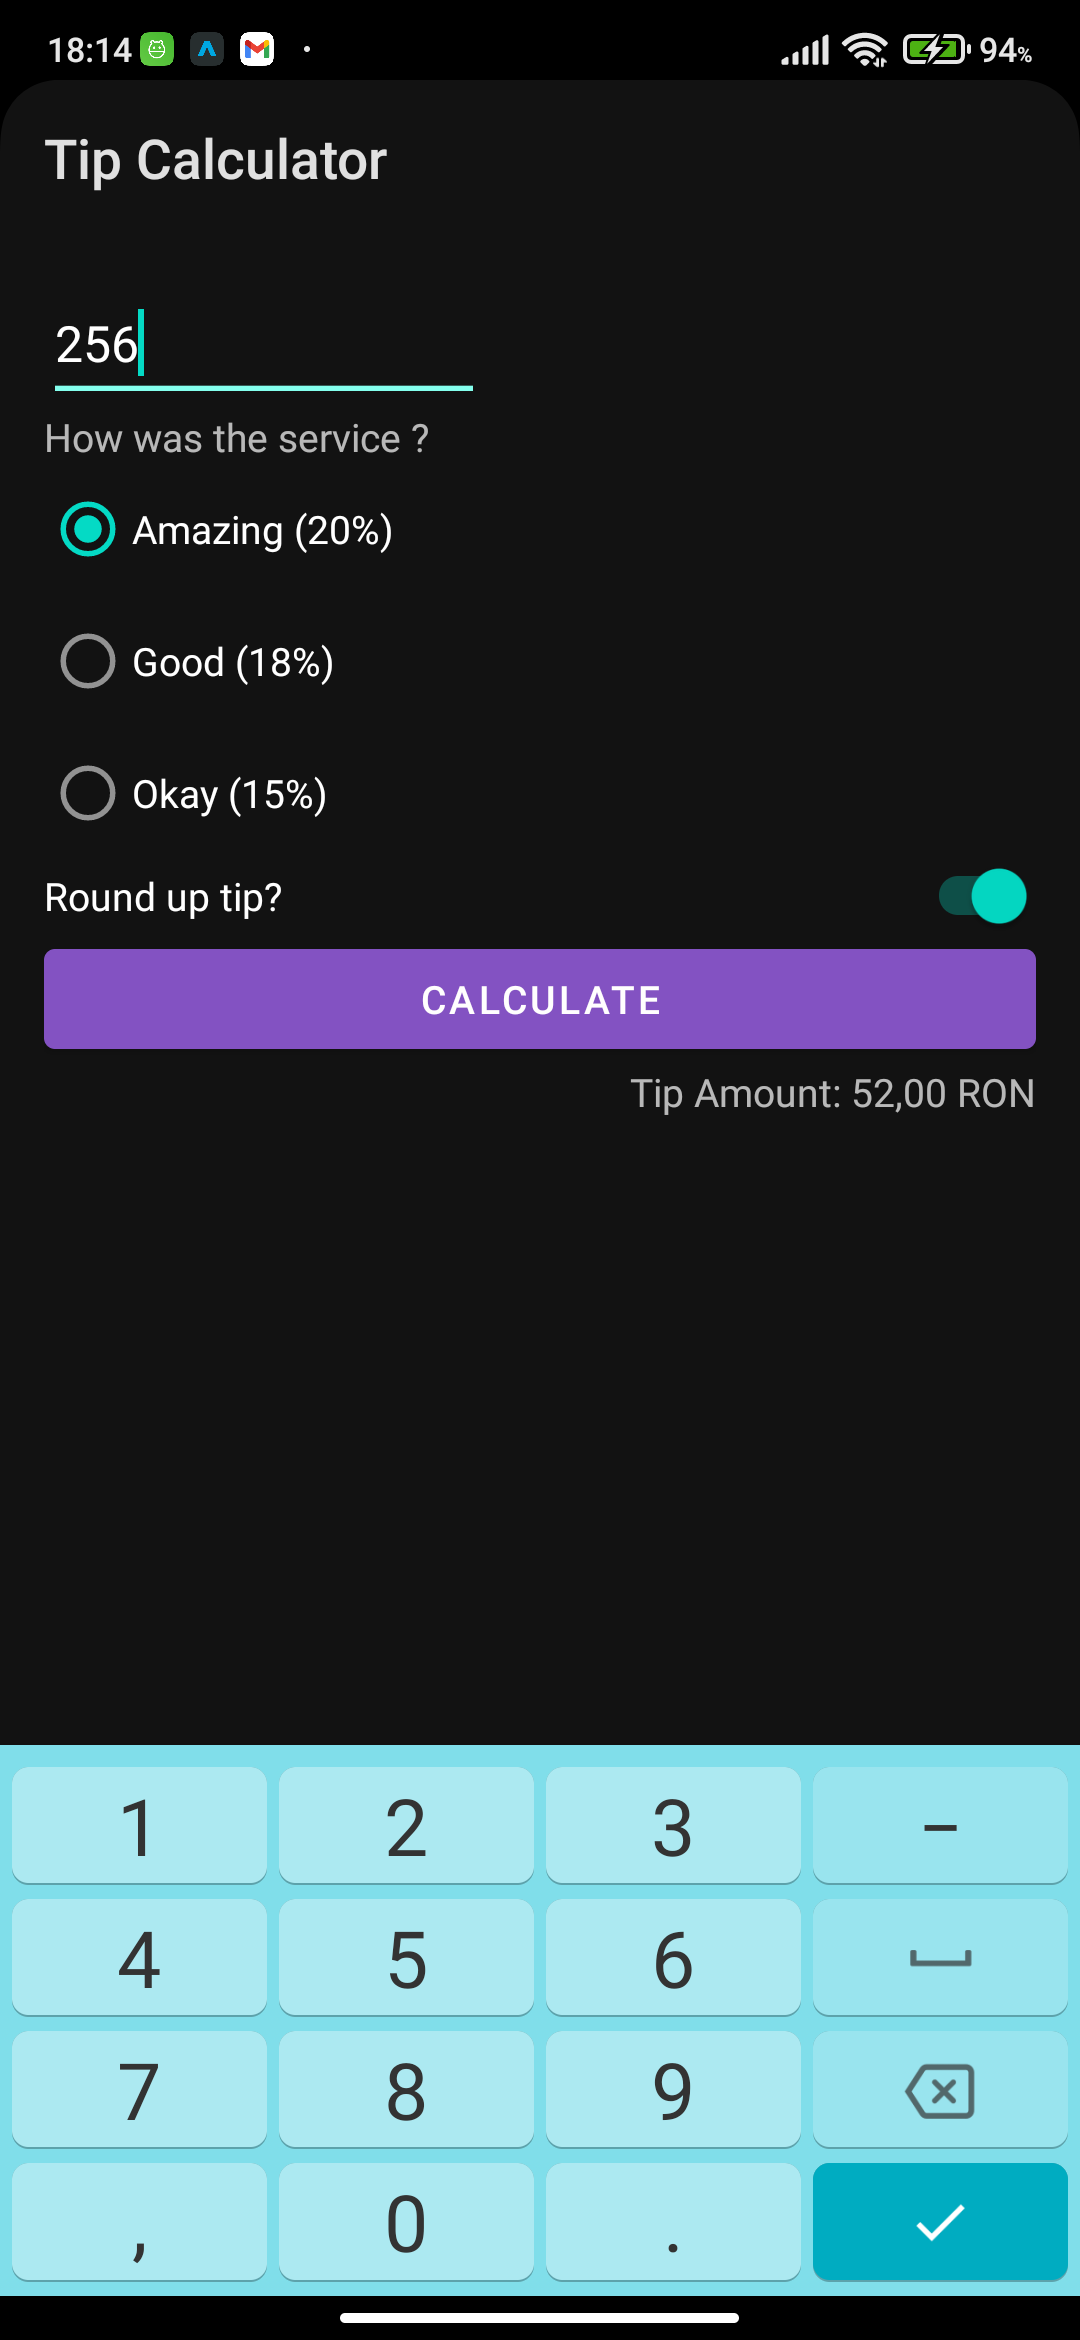 18:14 94%
Tip Calculator
256
How was the service ?
Amazing (20%)
Good (18%)
Okay (15%)
Round up tip?
CALCULATE
Tip Amount: 52,00 RON
1 2 3 –
4 5 6
7 8 9
, 0 .